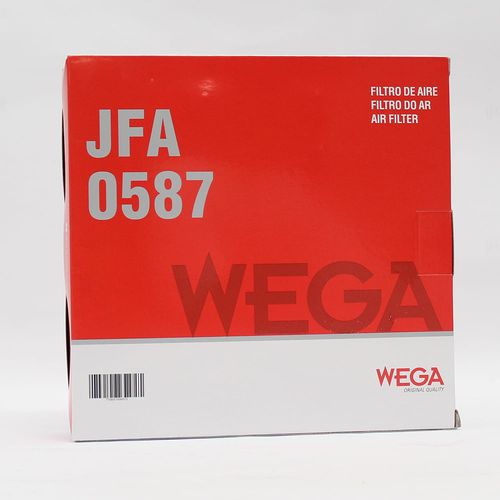 JFA
0587
FILTRO DE AIRE
FILTRO DO AR
AIR FILTER
WEGA
WEGA
ORIGINAL QUALITY